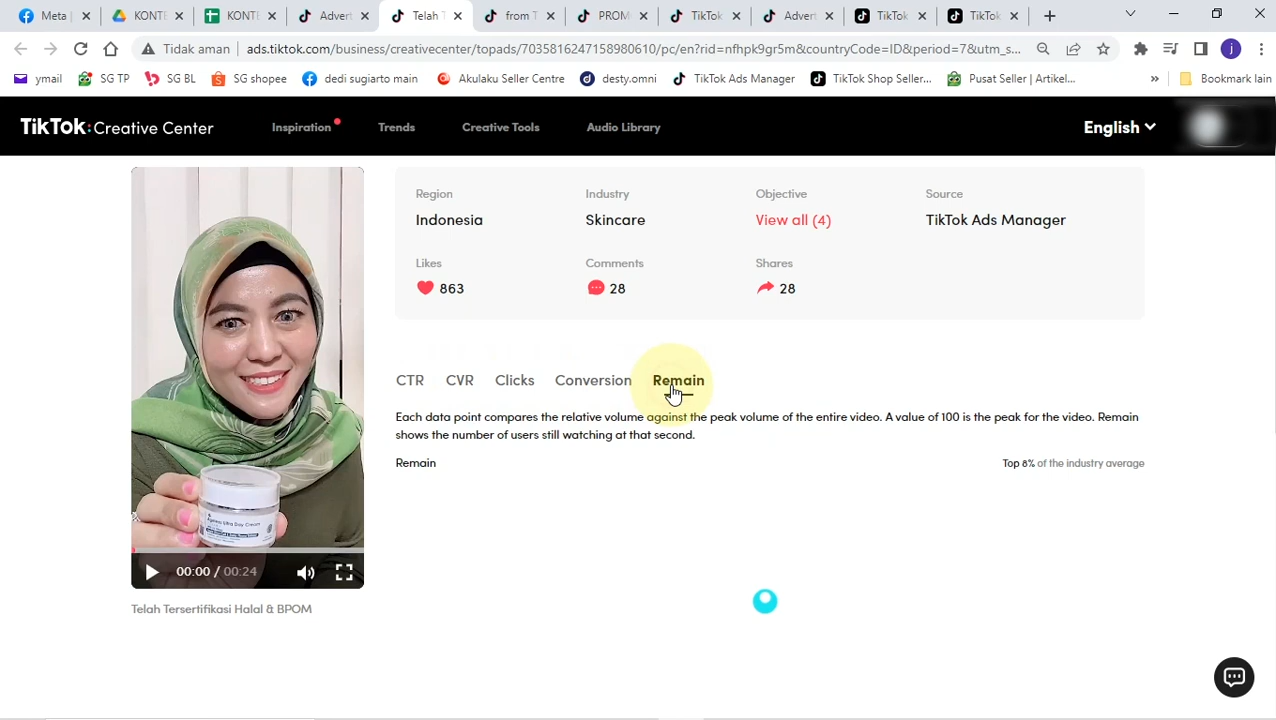 Meta |
KONTE
KONTE
Advert
Telah T
from T
PROM
TikTok
Advert
TikTok
TikTok
Tidak aman
ads.tiktok.com/business/creativecenter/topads/7035816247158980610/pc/en?rid=nfhpk9gr5m&countryCode=ID&period=7&utm_s...
j
ymail
SG TP
SG BL
SG shopee
dedi sugiarto main
Akulaku Seller Centre
desty.omni
TikTok Ads Manager
TikTok Shop Seller...
Pusat Seller | Artikel...
»
Bookmark lain
TikTok: Creative Center
Inspiration
Trends
Creative Tools
Audio Library
English
Region
Industry
Objective
Source
Indonesia
Skincare
View all (4)
TikTok Ads Manager
Likes
Comments
Shares
863
28
28
CTR
CVR
Clicks
Conversion
Remain
Each data point compares the relative volume against the peak volume of the entire video. A value of 100 is the peak for the video. Remain
shows the number of users still watching at that second.
Remain
Top 8% of the industry average
Ultra Day Cream
00:00 / 00:24
Telah Tersertifikasi Halal & BPOM